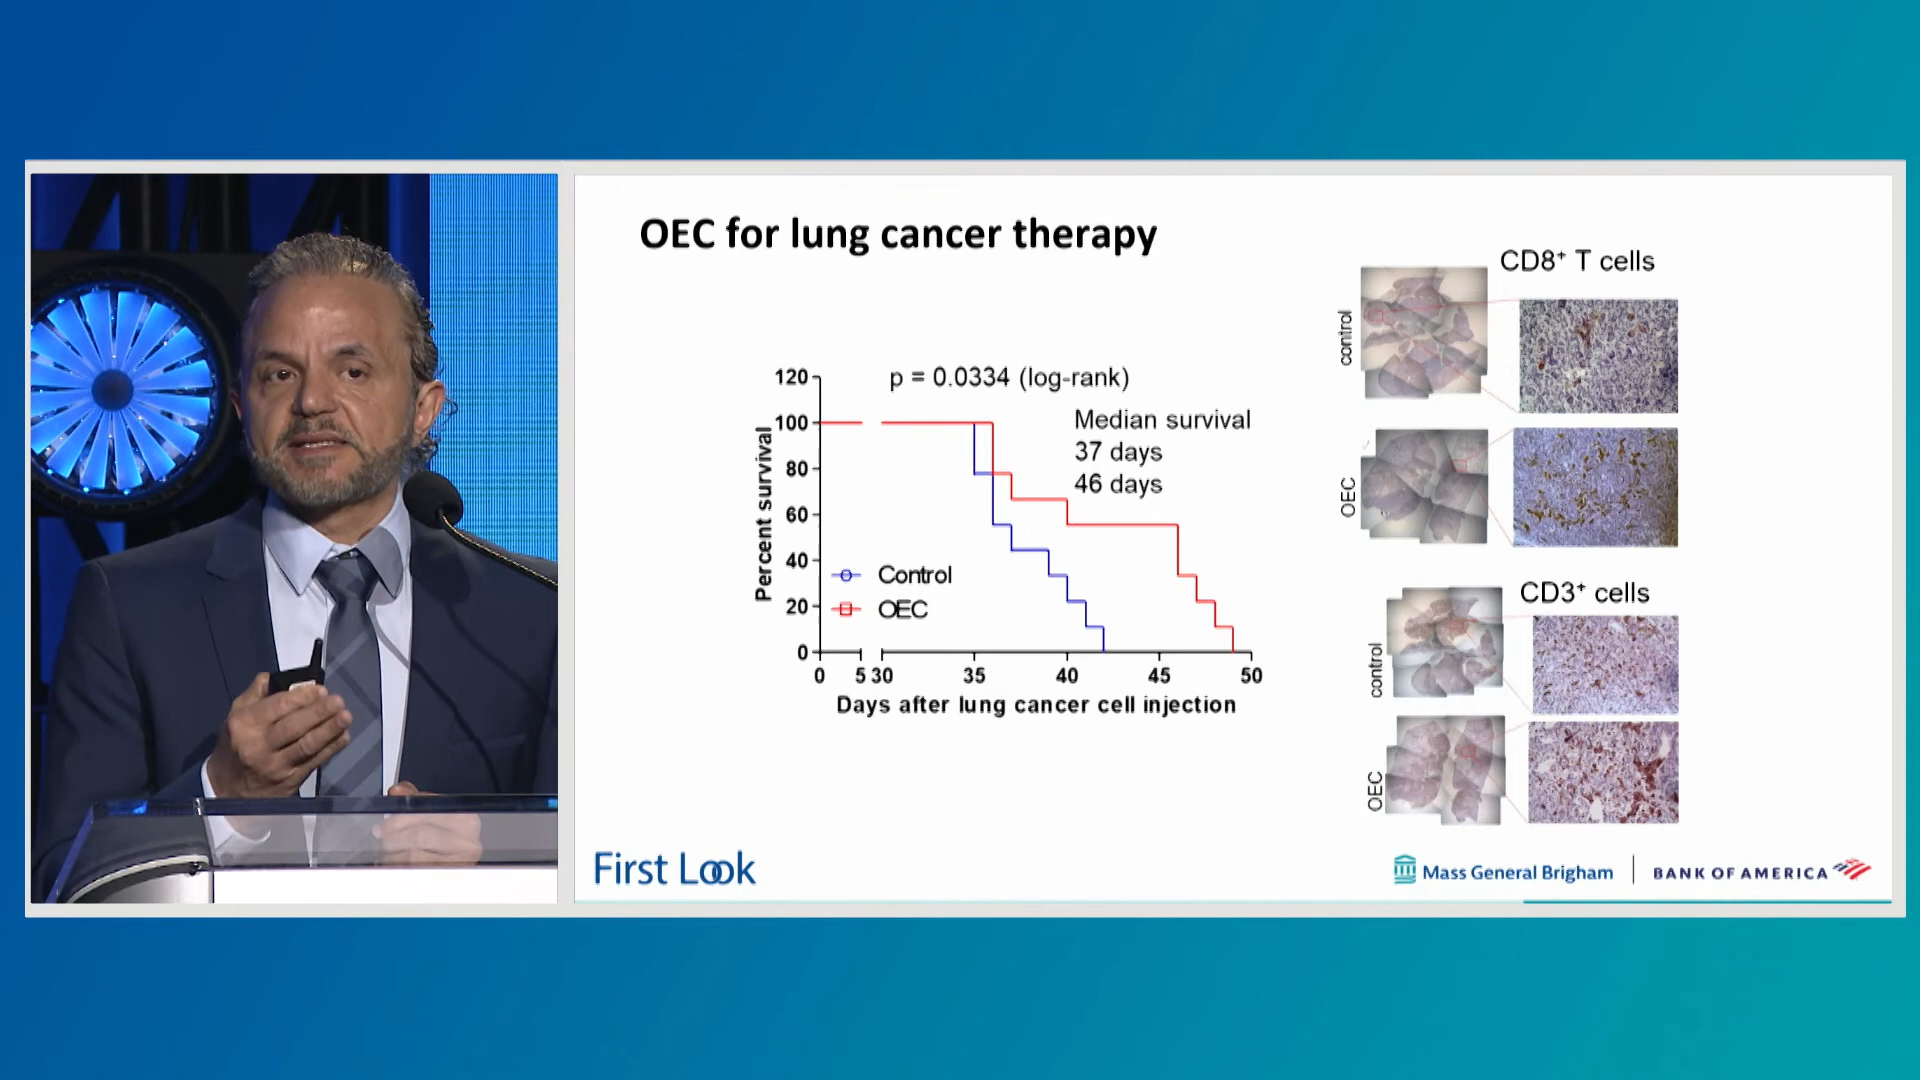 OEC for lung cancer therapy
p = 0.0334 (log-rank)
Median survival
37 days
46 days
Percent survival
120
100
80
60
40
20
0
Control
OEC
0 5 30 35 40 45 50
Days after lung cancer cell injection
CD8⁺ T cells
control
OEC
CD3⁺ cells
control
OEC
First Look
Mass General Brigham
BANK OF AMERICA